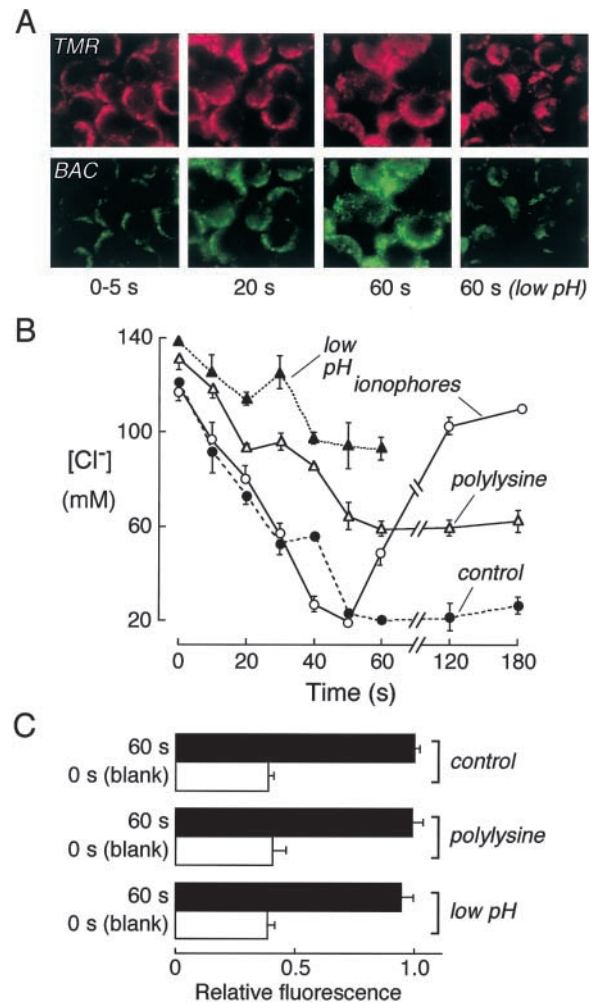 A
TMR
BAC
0-5 s 20 s 60 s 60 s (low pH)
B
140
100
60
20
[Cl⁻]
(mM)
low
pH
ionophores
polylysine
control
0 20 40 60 120 180
Time (s)
C
60 s
0 s (blank)
control
60 s
0 s (blank)
polylysine
60 s
0 s (blank)
low pH
0 0.5 1.0
Relative fluorescence